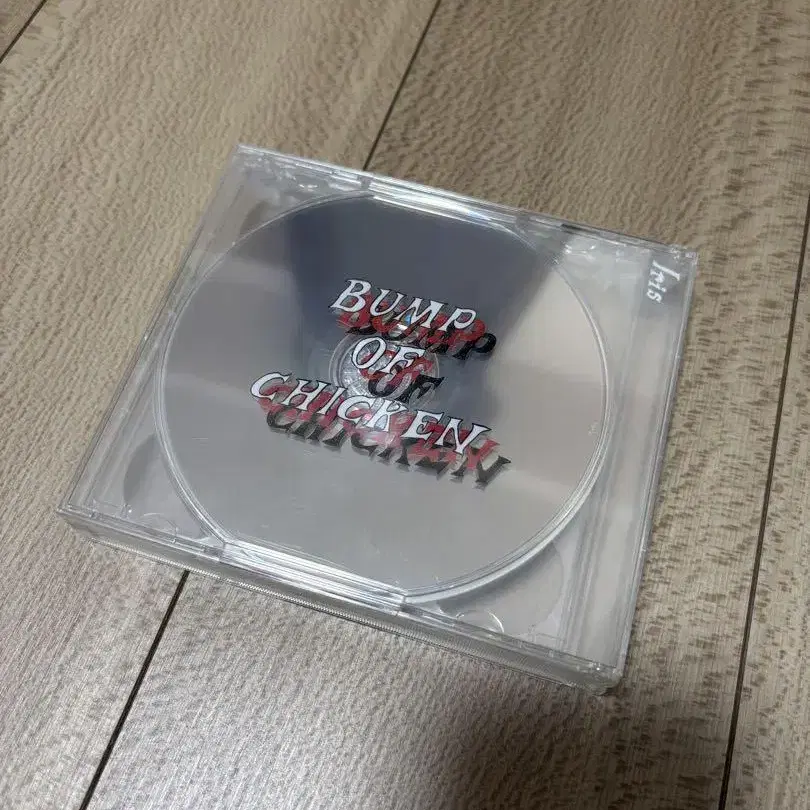 BUMP
OF
CHICKEN
Iris